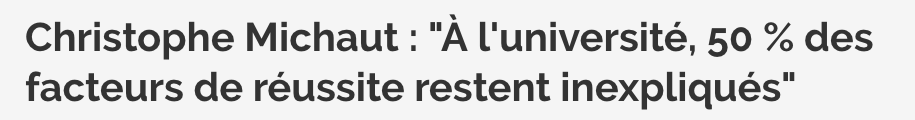 Christophe Michaut : "À l'université, 50 % des
facteurs de réussite restent inexpliqués"